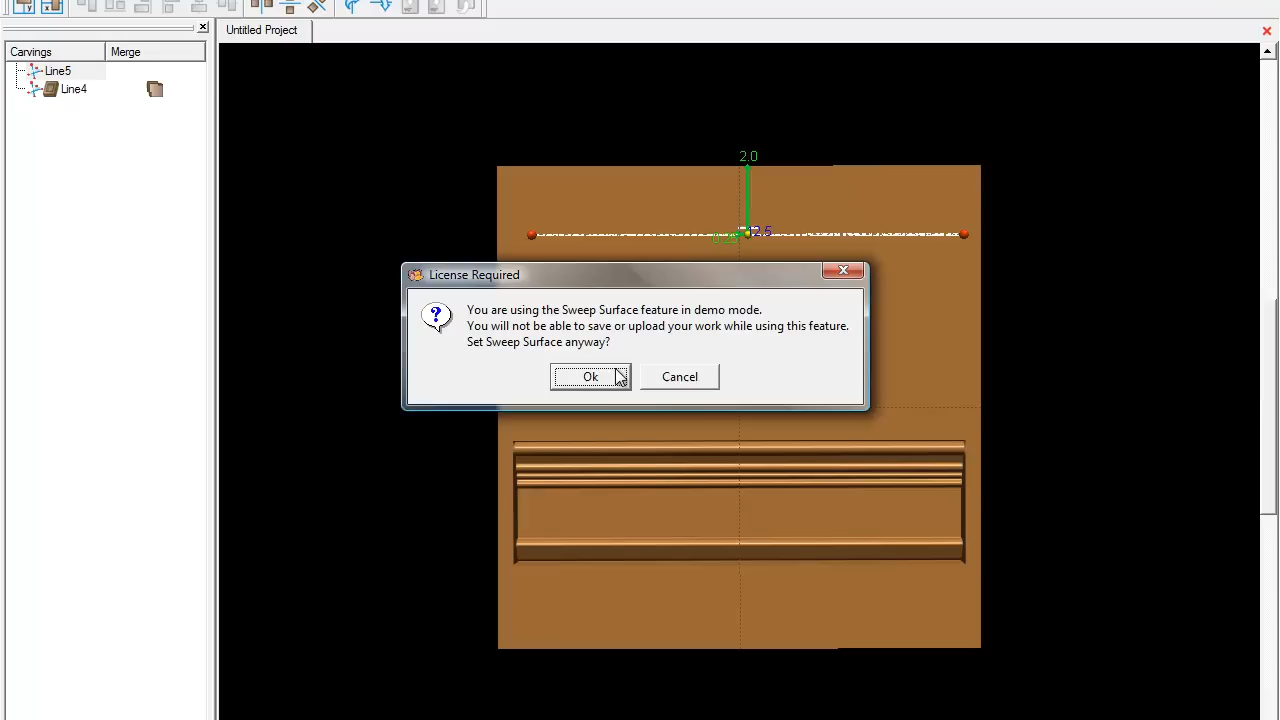 Untitled Project
Carvings
Merge
Line5
Line4
2.0
2.5
License Required
You are using the Sweep Surface feature in demo mode.
You will not be able to save or upload your work while using this feature.
Set Sweep Surface anyway?
Ok
Cancel